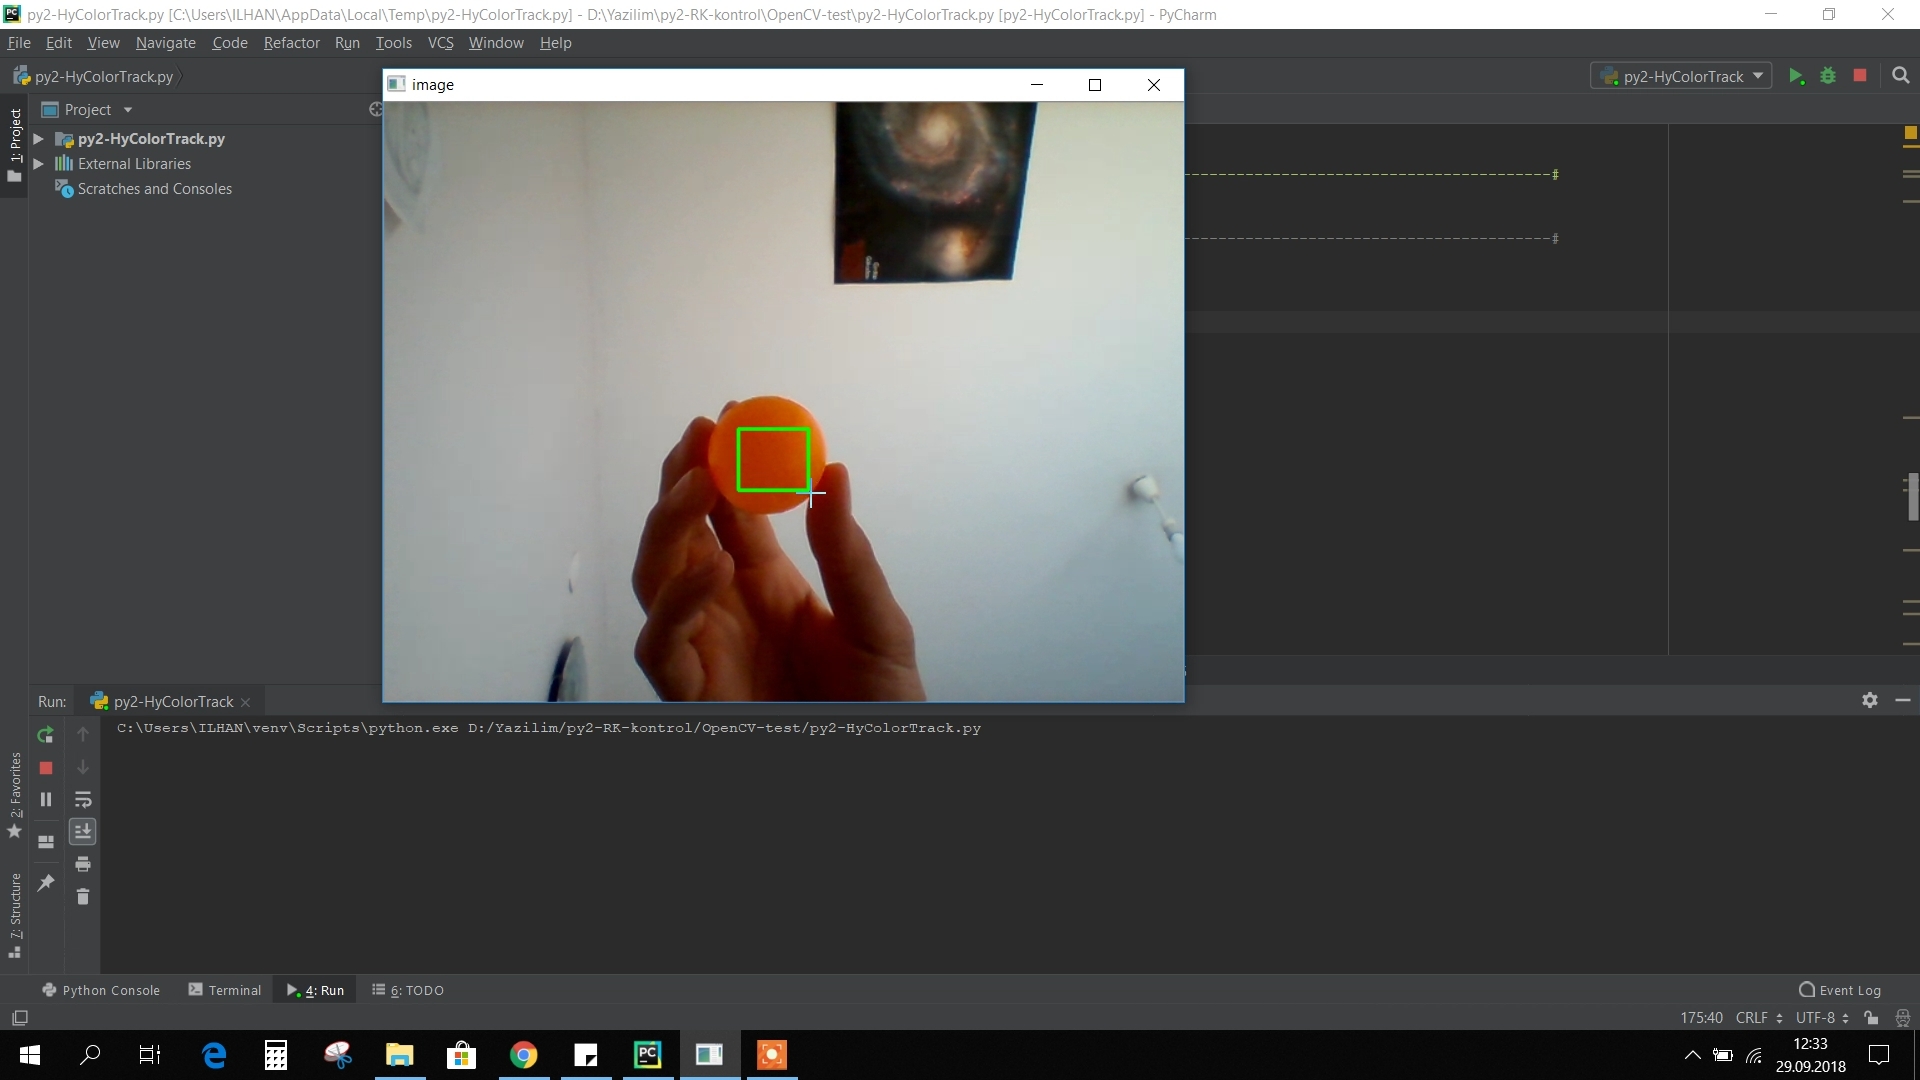 py2-HyColorTrack.py [C:\Users\ILHAN\AppData\Local\Temp\py2-HyColorTrack.py] - D:\Yazilim\py2-RK-kontrol\OpenCV-test\py2-HyColorTrack.py [py2-HyColorTrack.py] - PyCharm
File Edit View Navigate Code Refactor Run Tools VCS Window Help
py2-HyColorTrack.py
py2-HyColorTrack
image
1: Project
Project
py2-HyColorTrack.py
External Libraries
Scratches and Consoles
------------------------------------------#
------------------------------------------#
Run: py2-HyColorTrack
C:\Users\ILHAN\venv\Scripts\python.exe D:/Yazilim/py2-RK-kontrol/OpenCV-test/py2-HyColorTrack.py
2: Favorites
7: Structure
Python Console Terminal 4: Run 6: TODO Event Log
175:40 CRLF UTF-8
PC
12:33
29.09.2018